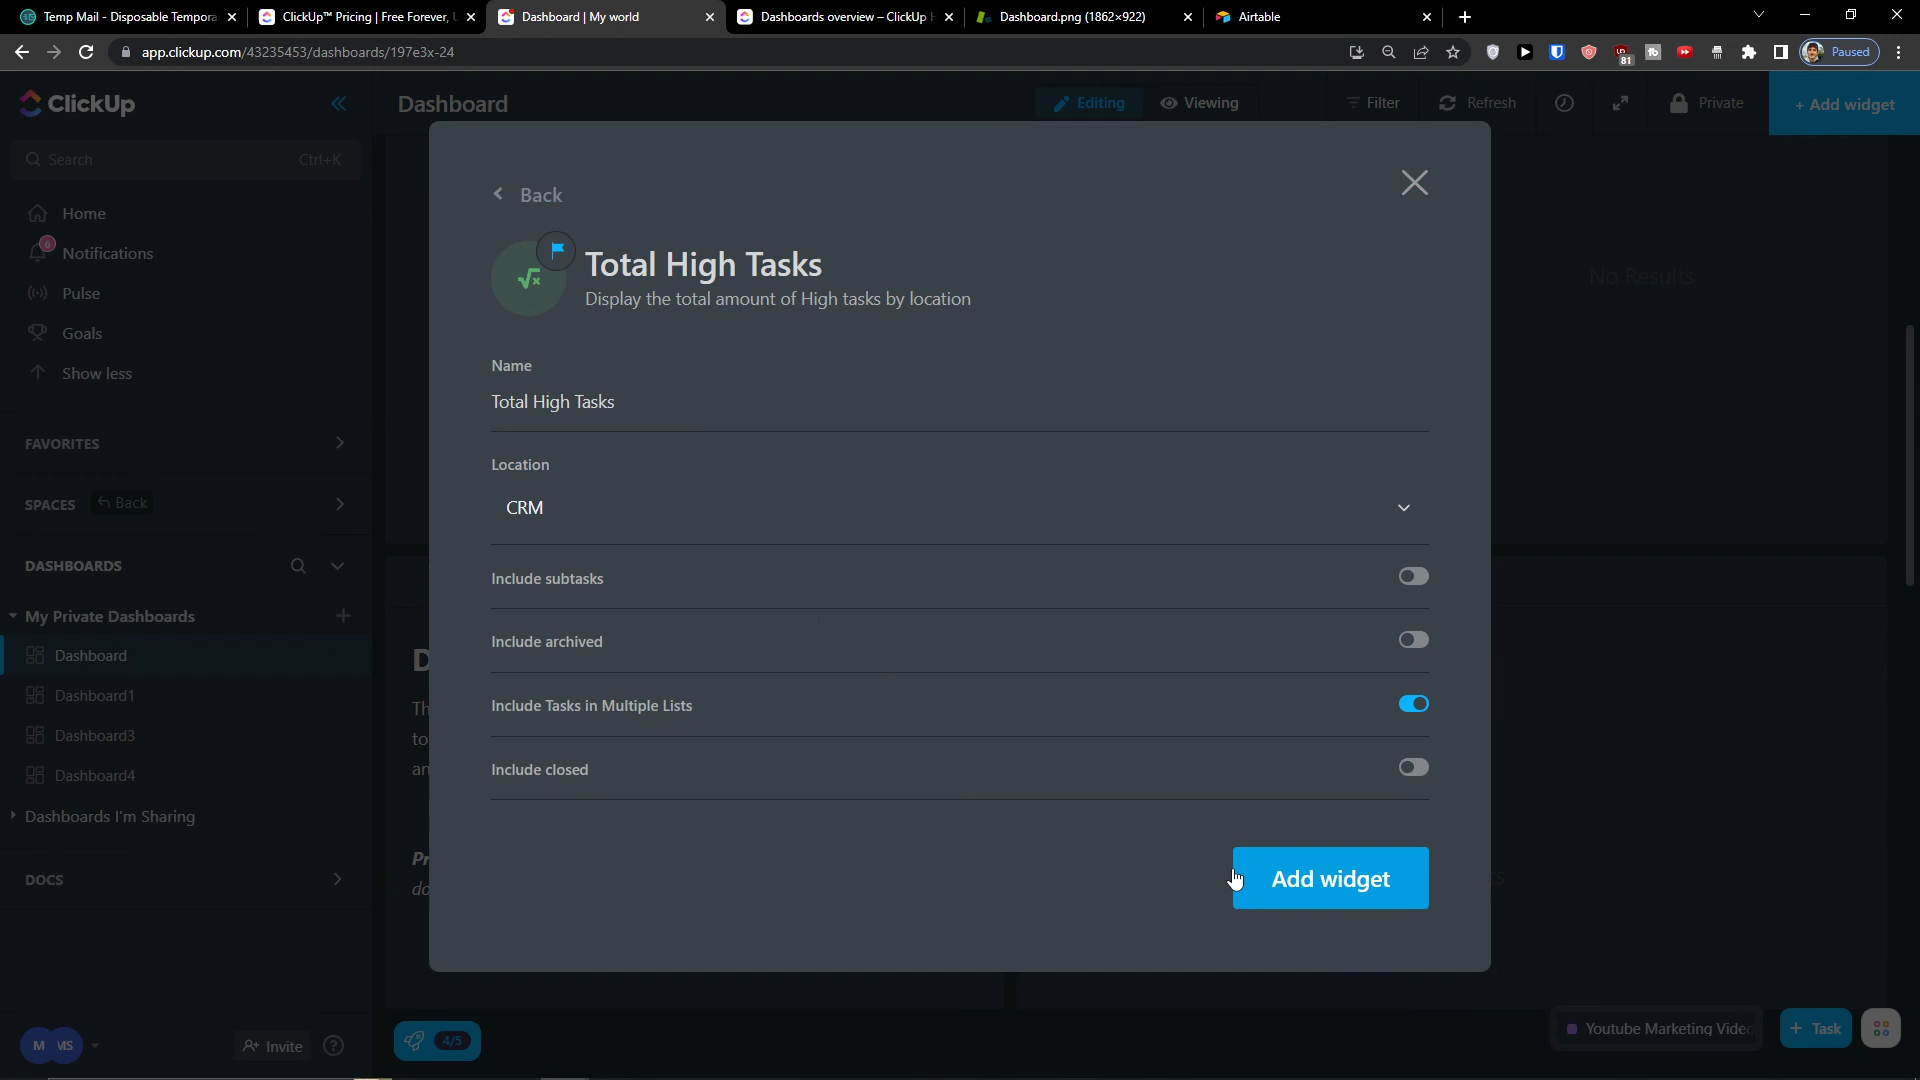 Temp Mail - Disposable Tempora
ClickUp™ Pricing | Free Forever, U
Dashboard | My world
Dashboards overview – ClickUp H
Dashboard.png (1862×922)
Airtable
app.clickup.com/43235453/dashboards/197e3x-24
81
Paused
ClickUp
Dashboard
Editing
Viewing
Filter
Refresh
Private
+ Add widget
Search
Ctrl+K
Back
Home
6
Notifications
Total High Tasks
Display the total amount of High tasks by location
No Results
Pulse
Goals
Show less
Name
Total High Tasks
FAVORITES
Location
SPACES
Back
CRM
DASHBOARDS
Include subtasks
My Private Dashboards
Include archived
Dashboard
Dashboard1
Include Tasks in Multiple Lists
Dashboard3
Dashboard4
Include closed
Dashboards I'm Sharing
DOCS
Add widget
M
MS
Invite
4/5
Youtube Marketing Videc
+ Task